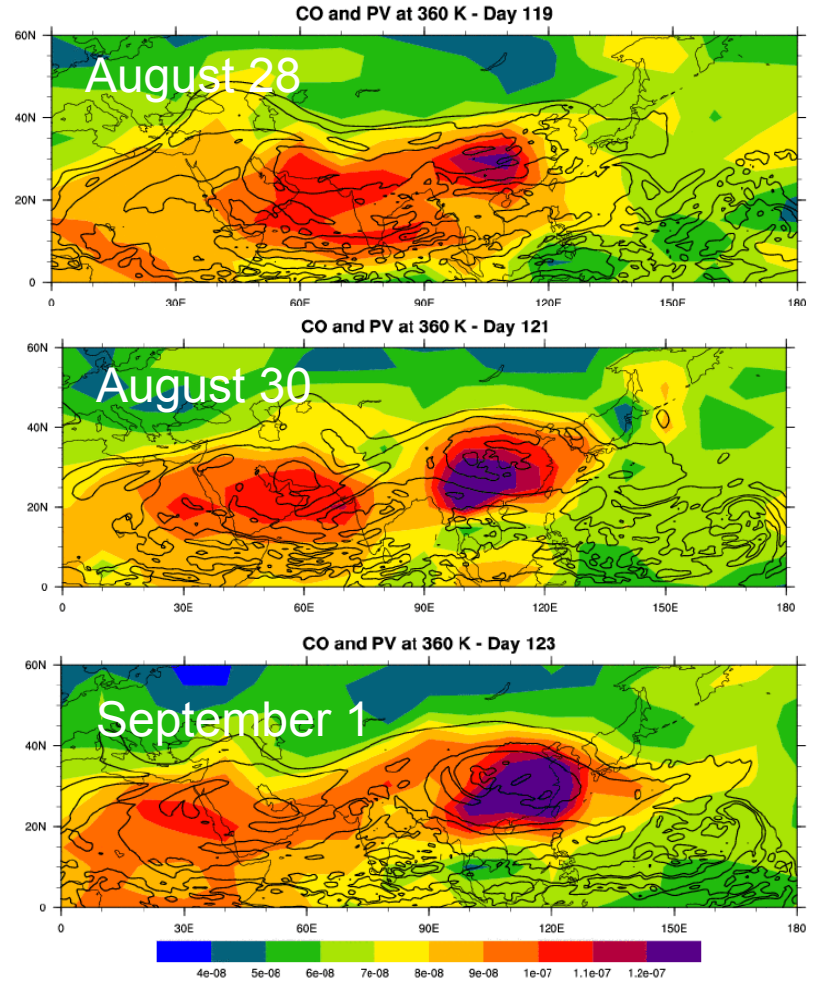 CO and PV at 360 K - Day 119
August 28
60N
40N
20N
0
0 30E 60E 90E 120E 150E 180
CO and PV at 360 K - Day 121
August 30
60N
40N
20N
0
0 30E 60E 90E 120E 150E 180
CO and PV at 360 K - Day 123
September 1
60N
40N
20N
0
0 30E 60E 90E 120E 150E 180
4e-08 5e-08 6e-08 7e-08 8e-08 9e-08 1e-07 1.1e-07 1.2e-07